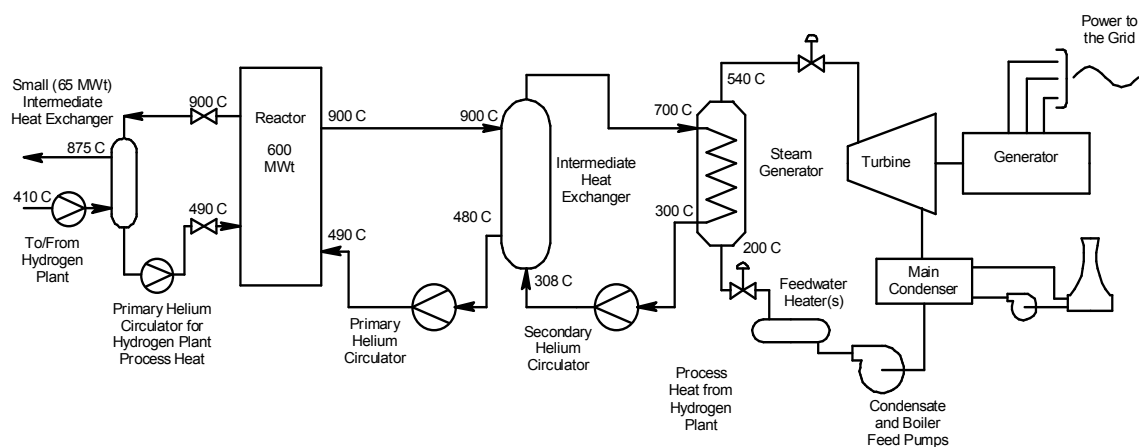 Power to
the Grid
Small (65 MWt)
Intermediate
Heat Exchanger
900 C
875 C
410 C
490 C
To/From
Hydrogen
Plant
Primary Helium
Circulator for
Hydrogen Plant
Process Heat
Reactor
600
MWt
900 C
490 C
Primary
Helium
Circulator
900 C
480 C
308 C
Intermediate
Heat
Exchanger
Secondary
Helium
Circulator
700 C
300 C
540 C
200 C
Steam
Generator
Feedwater
Heater(s)
Process
Heat from
Hydrogen
Plant
Turbine
Generator
Main
Condenser
Condensate
and Boiler
Feed Pumps